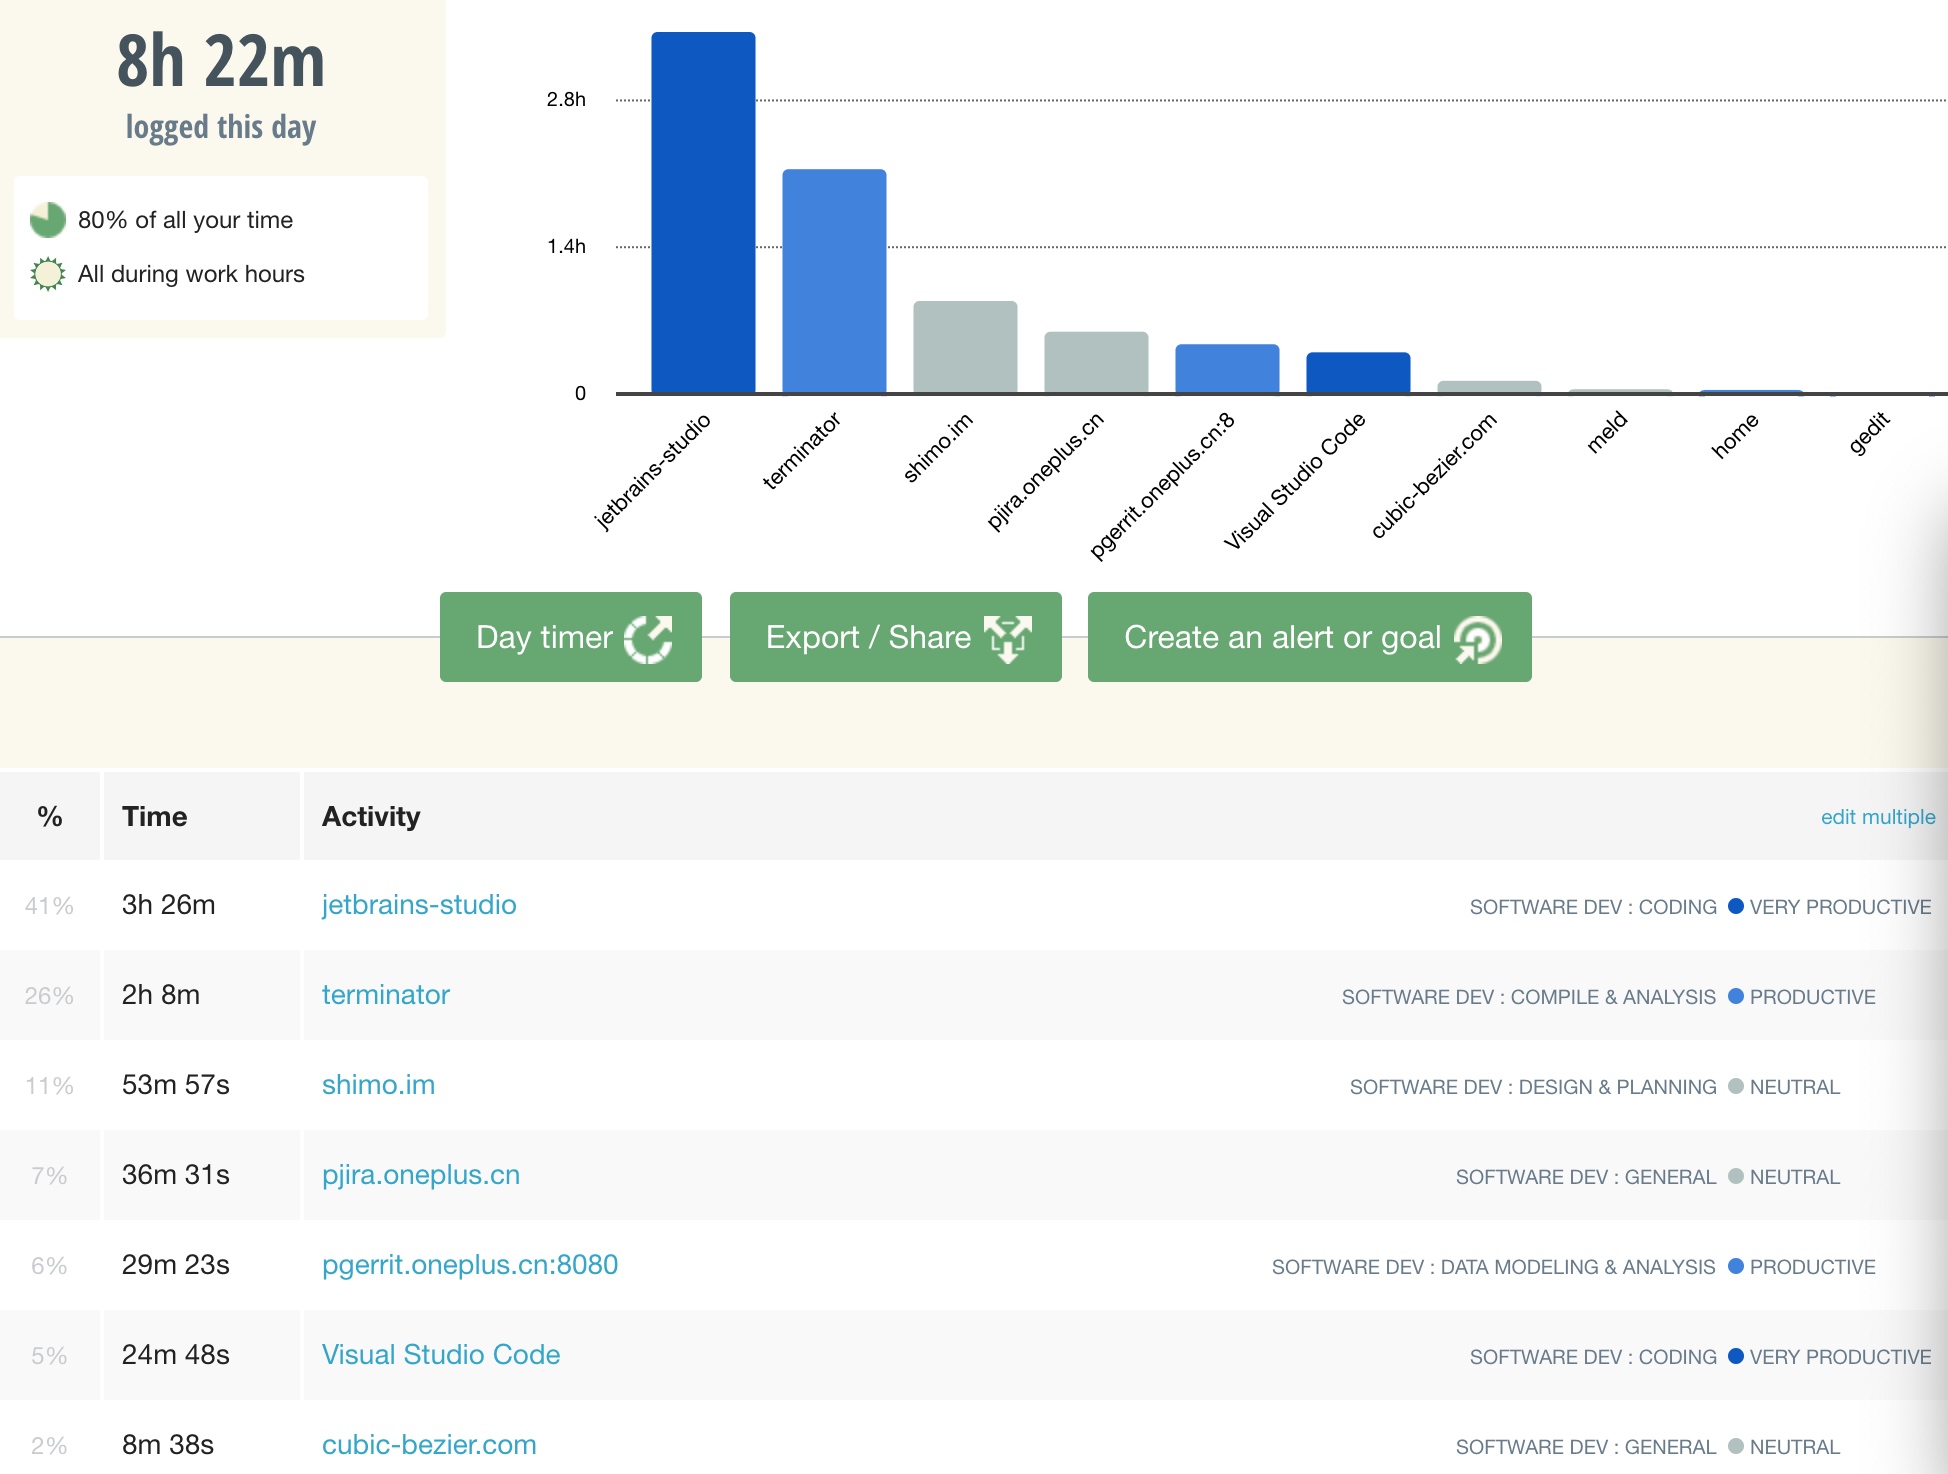 8h 22m
logged this day
80% of all your time
All during work hours
2.8h
1.4h
0
jetbrains-studio
terminator
shimo.im
pjira.oneplus.cn
pgerrit.oneplus.cn:8
Visual Studio Code
cubic-bezier.com
meld
home
gedit
Day timer
Export / Share
Create an alert or goal
% Time Activity edit multiple
41% 3h 26m jetbrains-studio SOFTWARE DEV : CODING VERY PRODUCTIVE
26% 2h 8m terminator SOFTWARE DEV : COMPILE & ANALYSIS PRODUCTIVE
11% 53m 57s shimo.im SOFTWARE DEV : DESIGN & PLANNING NEUTRAL
7% 36m 31s pjira.oneplus.cn SOFTWARE DEV : GENERAL NEUTRAL
6% 29m 23s pgerrit.oneplus.cn:8080 SOFTWARE DEV : DATA MODELING & ANALYSIS PRODUCTIVE
5% 24m 48s Visual Studio Code SOFTWARE DEV : CODING VERY PRODUCTIVE
2% 8m 38s cubic-bezier.com SOFTWARE DEV : GENERAL NEUTRAL